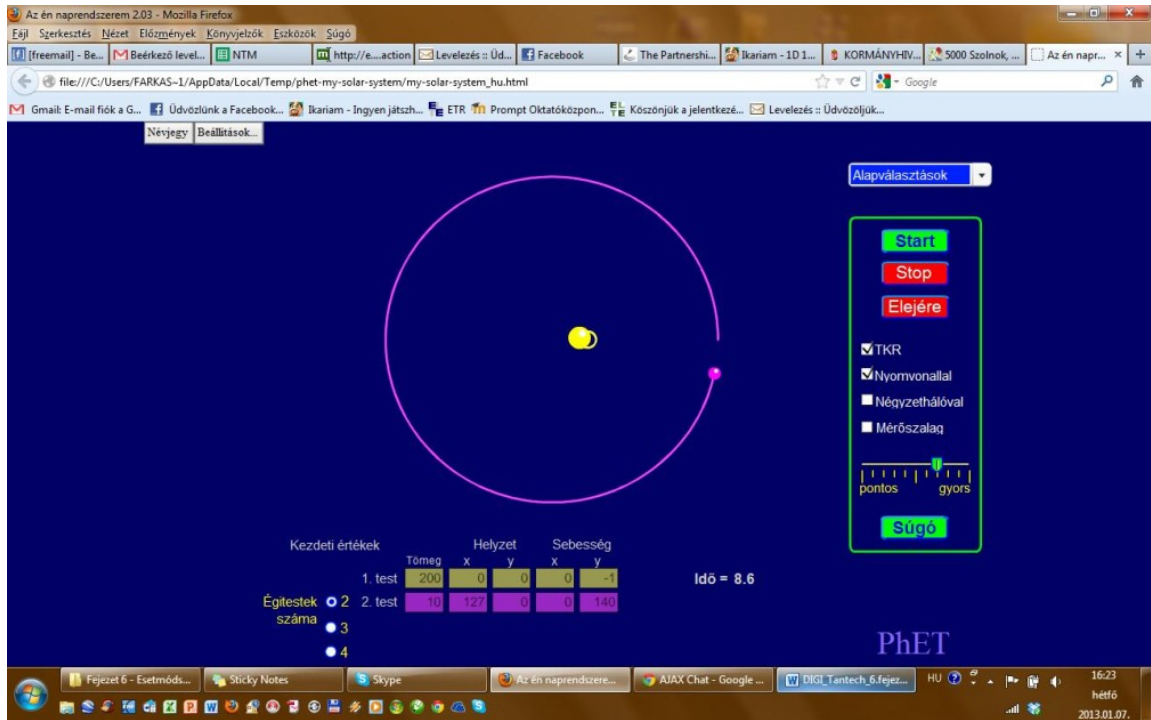 Az én naprendszerem 2.03 - Mozilla Firefox
Fájl Szerkesztés Nézet Előzmények Könyvjelzők Eszközök Súgó
[freemail] - Be... Beérkező level... NTM http://e....action Levelezés :: Üd... Facebook The Partnershi... Ikariam - 1D 1... KORMÁNYHIV... 5000 Szolnok, ... Az én napr...
file:///C:/Users/FARKAS~1/AppData/Local/Temp/phet-my-solar-system/my-solar-system_hu.html Google
Gmail: E-mail fiók a G... Üdvözlünk a Facebook... Ikariam - Ingyen játszh... ETR Prompt Oktatóközpon... Köszönjük a jelentkezé... Levelezés :: Üdvözöljük...
Névjegy Beállítások...
Alapválasztások
Start
Stop
Elejére
TKR
Nyomvonallal
Négyzethálóval
Mérőszalag
pontos gyors
Súgó
Kezdeti értékek Helyzet Sebesség
Tömeg x y x y
1. test 200 0 0 0 -1
Idő = 8.6
Égitestek száma 2 2. test 10 127 0 0 140
3
4
PhET
Fejezet 6 - Esetmóds... Sticky Notes Skype Az én naprendszere... AJAX Chat - Google ... DIGI_Tantech_6.fejez... HU 16:23
hétfő
2013.01.07.